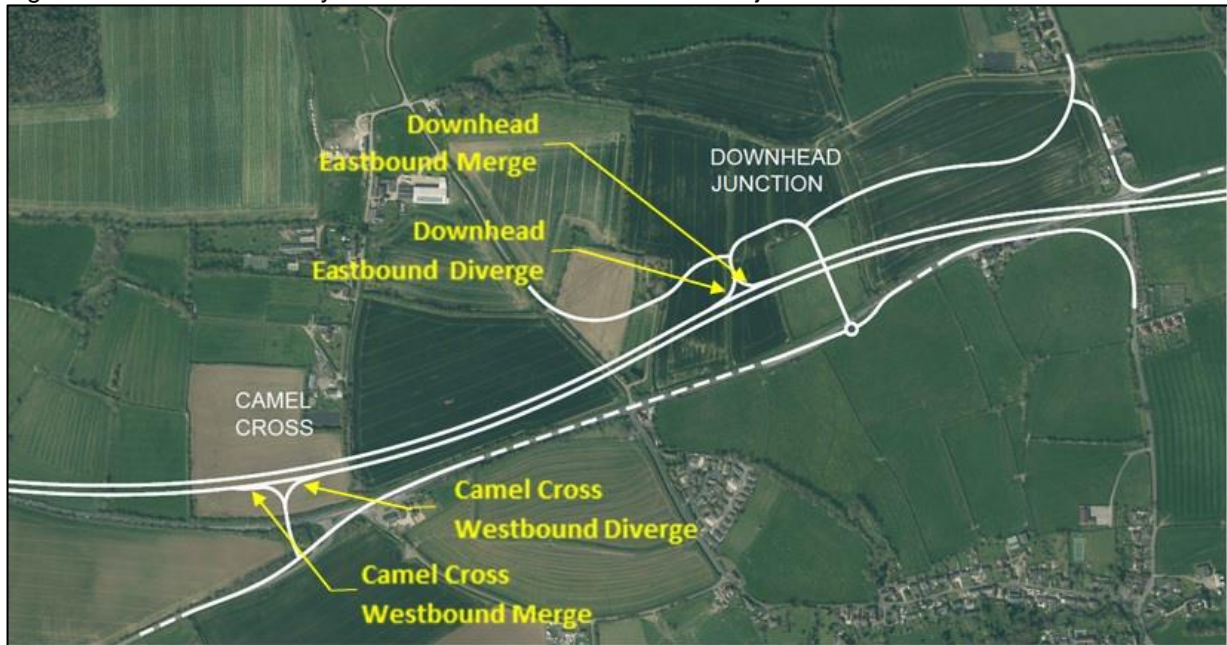 Downhead
Eastbound Merge
DOWNHEAD
JUNCTION
Downhead
Eastbound Diverge
CAMEL
CROSS
Camel Cross
Westbound Diverge
Camel Cross
Westbound Merge